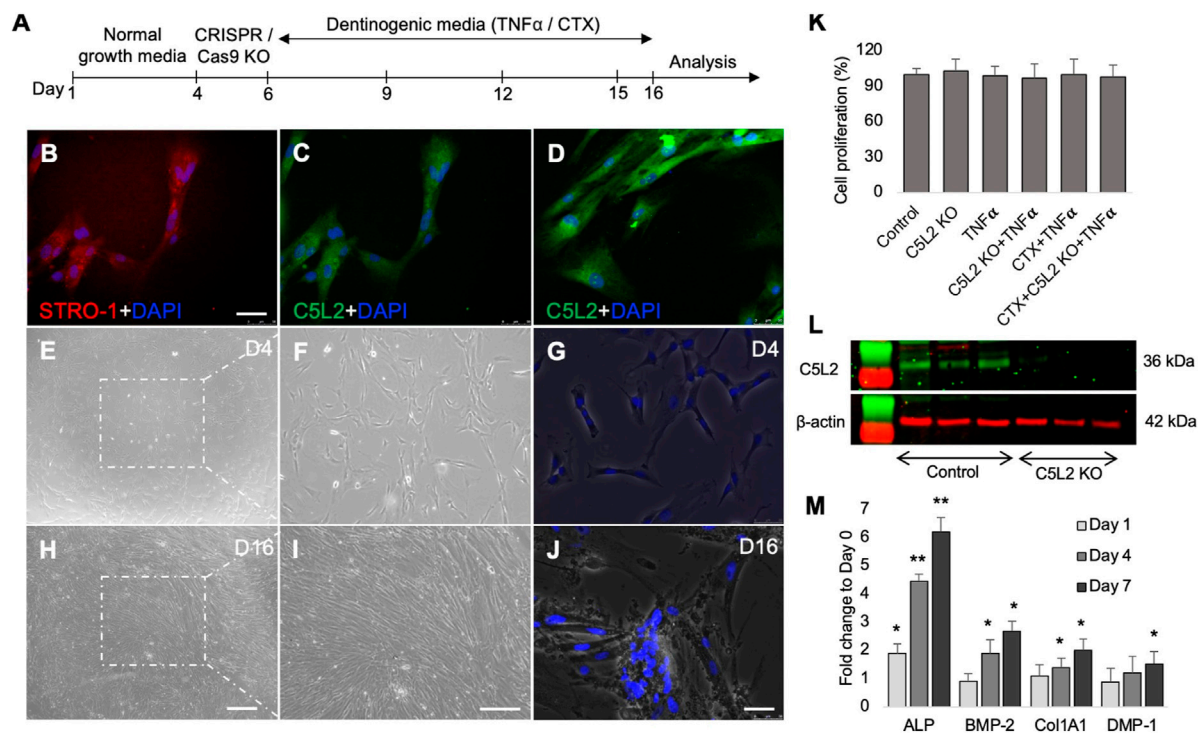 A
Normal
growth media
CRISPR /
Cas9 KO
Dentinogenic media (TNFα / CTX)
Analysis
Day 1 4 6 9 12 15 16
B
STRO-1+DAPI
C
C5L2+DAPI
D
C5L2+DAPI
E D4
F
G D4
H D16
I
J D16
K
Cell proliferation (%)
120
90
60
30
0
Control
C5L2 KO
TNFα
C5L2 KO+TNFα
CTX+TNFα
CTX+C5L2 KO+TNFα
L
C5L2 36 kDa
β-actin 42 kDa
Control C5L2 KO
M
Fold change to Day 0
7
6
5
4
3
2
1
0
Day 1
Day 4
Day 7
* ** **
* *
* *
*
ALP BMP-2 Col1A1 DMP-1